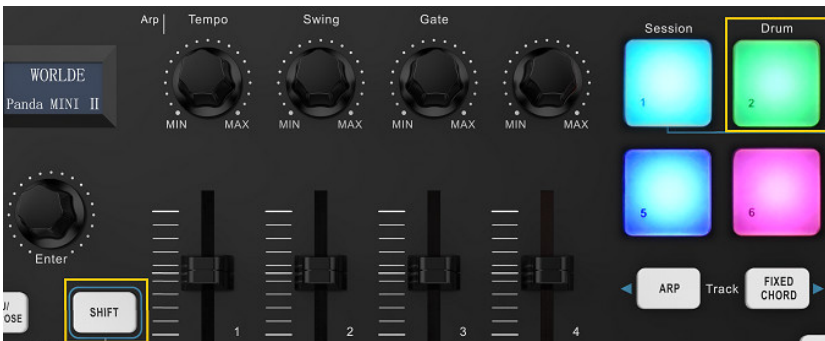 Arp Tempo Swing Gate
Session Drum
WORLDE
Panda MINI II
MIN MAX MIN MAX MIN MAX MIN MAX
1 2
5 6
Enter
ARP Track FIXED CHORD
SHIFT
1 2 3 4